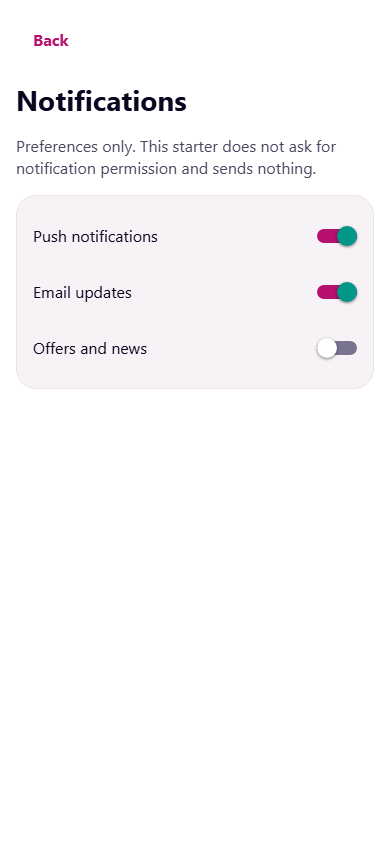 Back
Notifications
Preferences only. This starter does not ask for
notification permission and sends nothing.
Push notifications
Email updates
Offers and news